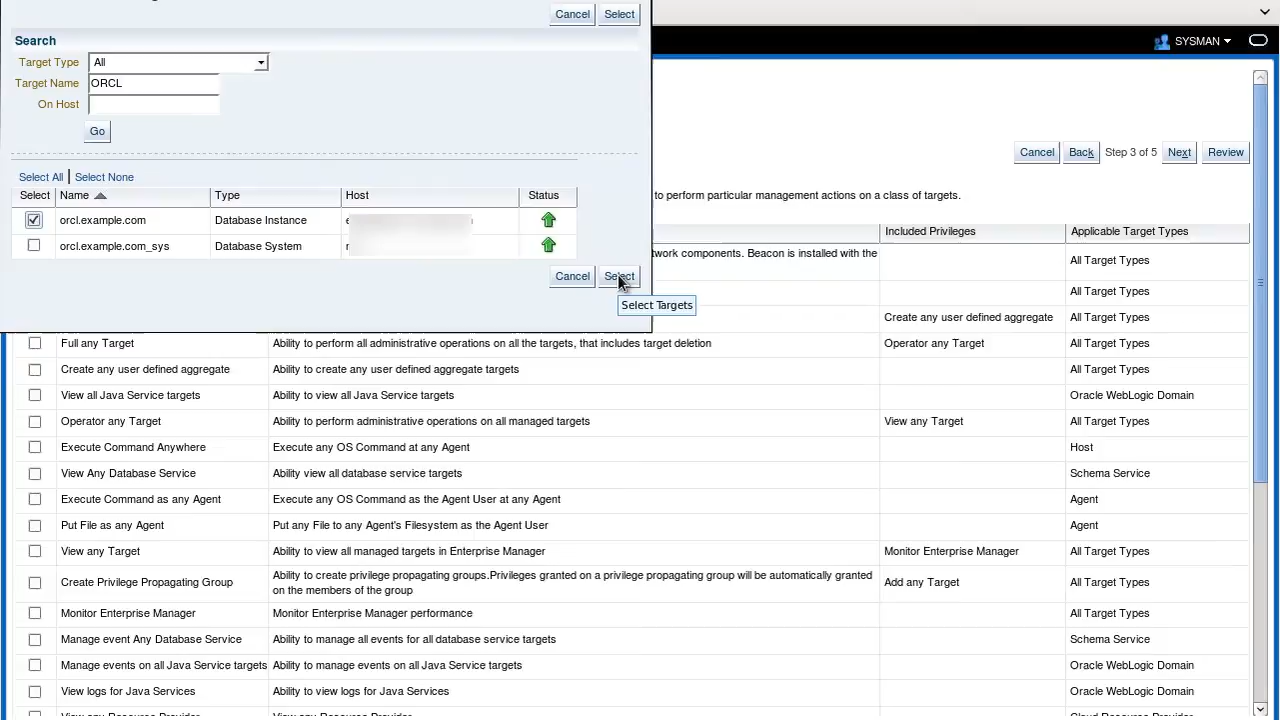 Cancel Select
SYSMAN
Search
Target Type All
Target Name ORCL
On Host
Go
Cancel Back Step 3 of 5 Next Review
Select All Select None
to perform particular management actions on a class of targets.
Select Name Type Host Status
orcl.example.com Database Instance
orcl.example.com_sys Database System
Cancel Select
Select Targets
Included Privileges Applicable Target Types
twork components. Beacon is installed with the All Target Types
All Target Types
Create any user defined aggregate All Target Types
Full any Target Ability to perform all administrative operations on all the targets, that includes target deletion Operator any Target All Target Types
Create any user defined aggregate Ability to create any user defined aggregate targets All Target Types
View all Java Service targets Ability to view all Java Service targets Oracle WebLogic Domain
Operator any Target Ability to perform administrative operations on all managed targets View any Target All Target Types
Execute Command Anywhere Execute any OS Command at any Agent Host
View Any Database Service Ability view all database service targets Schema Service
Execute Command as any Agent Execute any OS Command as the Agent User at any Agent Agent
Put File as any Agent Put any File to any Agent's Filesystem as the Agent User Agent
View any Target Ability to view all managed targets in Enterprise Manager Monitor Enterprise Manager All Target Types
Create Privilege Propagating Group Ability to create privilege propagating groups.Privileges granted on a privilege propagating group will be automatically granted Add any Target All Target Types
on the members of the group
Monitor Enterprise Manager Monitor Enterprise Manager performance All Target Types
Manage event Any Database Service Ability to manage all events for all database service targets Schema Service
Manage events on all Java Service targets Ability to manage events on all Java Service targets Oracle WebLogic Domain
View logs for Java Services Ability to view logs for Java Services Oracle WebLogic Domain